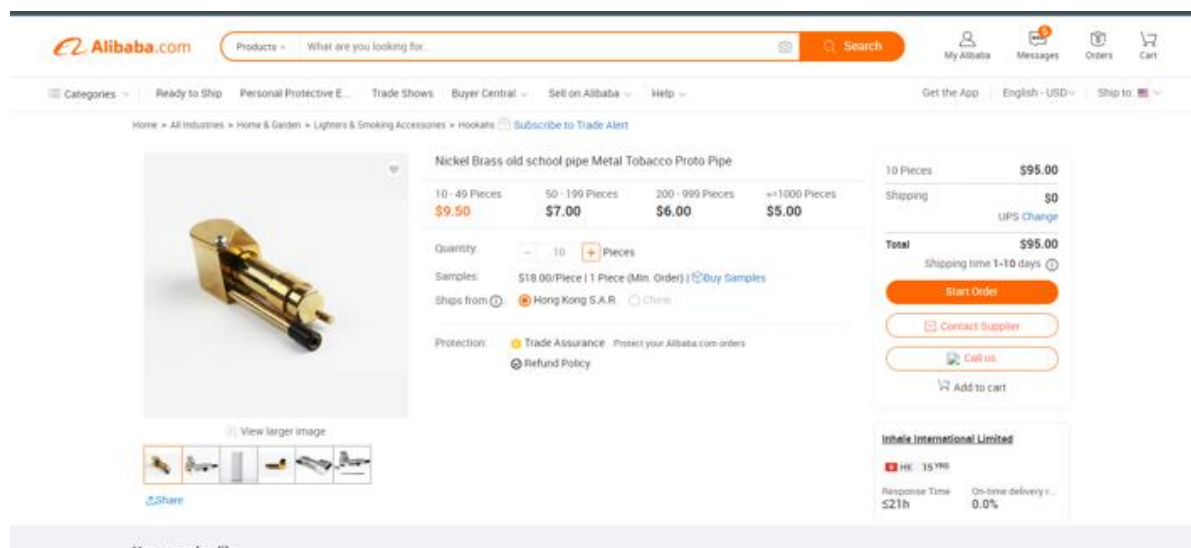 Alibaba.com
Products
What are you looking for...
Search
My Alibaba
Messages
Orders
Cart
Categories
Ready to Ship
Personal Protective E...
Trade Shows
Buyer Central
Sell on Alibaba
Help
Get the App
English - USD
Ship to:
Home > All Industries > Home & Garden > Lighters & Smoking Accessories > Hookahs
Subscribe to Trade Alert
Nickel Brass old school pipe Metal Tobacco Proto Pipe
10 - 49 Pieces 50 - 199 Pieces 200 - 999 Pieces >=1000 Pieces
$9.50 $7.00 $6.00 $5.00
Quantity: - 10 + Pieces
Samples: $18.00/Piece | 1 Piece (Min. Order) | Buy Samples
Ships from Hong Kong S.A.R. China
Protection: Trade Assurance Protect your Alibaba.com orders
Refund Policy
View larger image
Share
10 Pieces $95.00
Shipping $0
UPS Change
Total $95.00
Shipping time 1-10 days
Start Order
Contact Supplier
Call us
Add to cart
Inhale International Limited
HK 15 YRS
Response Time On-time delivery r...
≤21h 0.0%